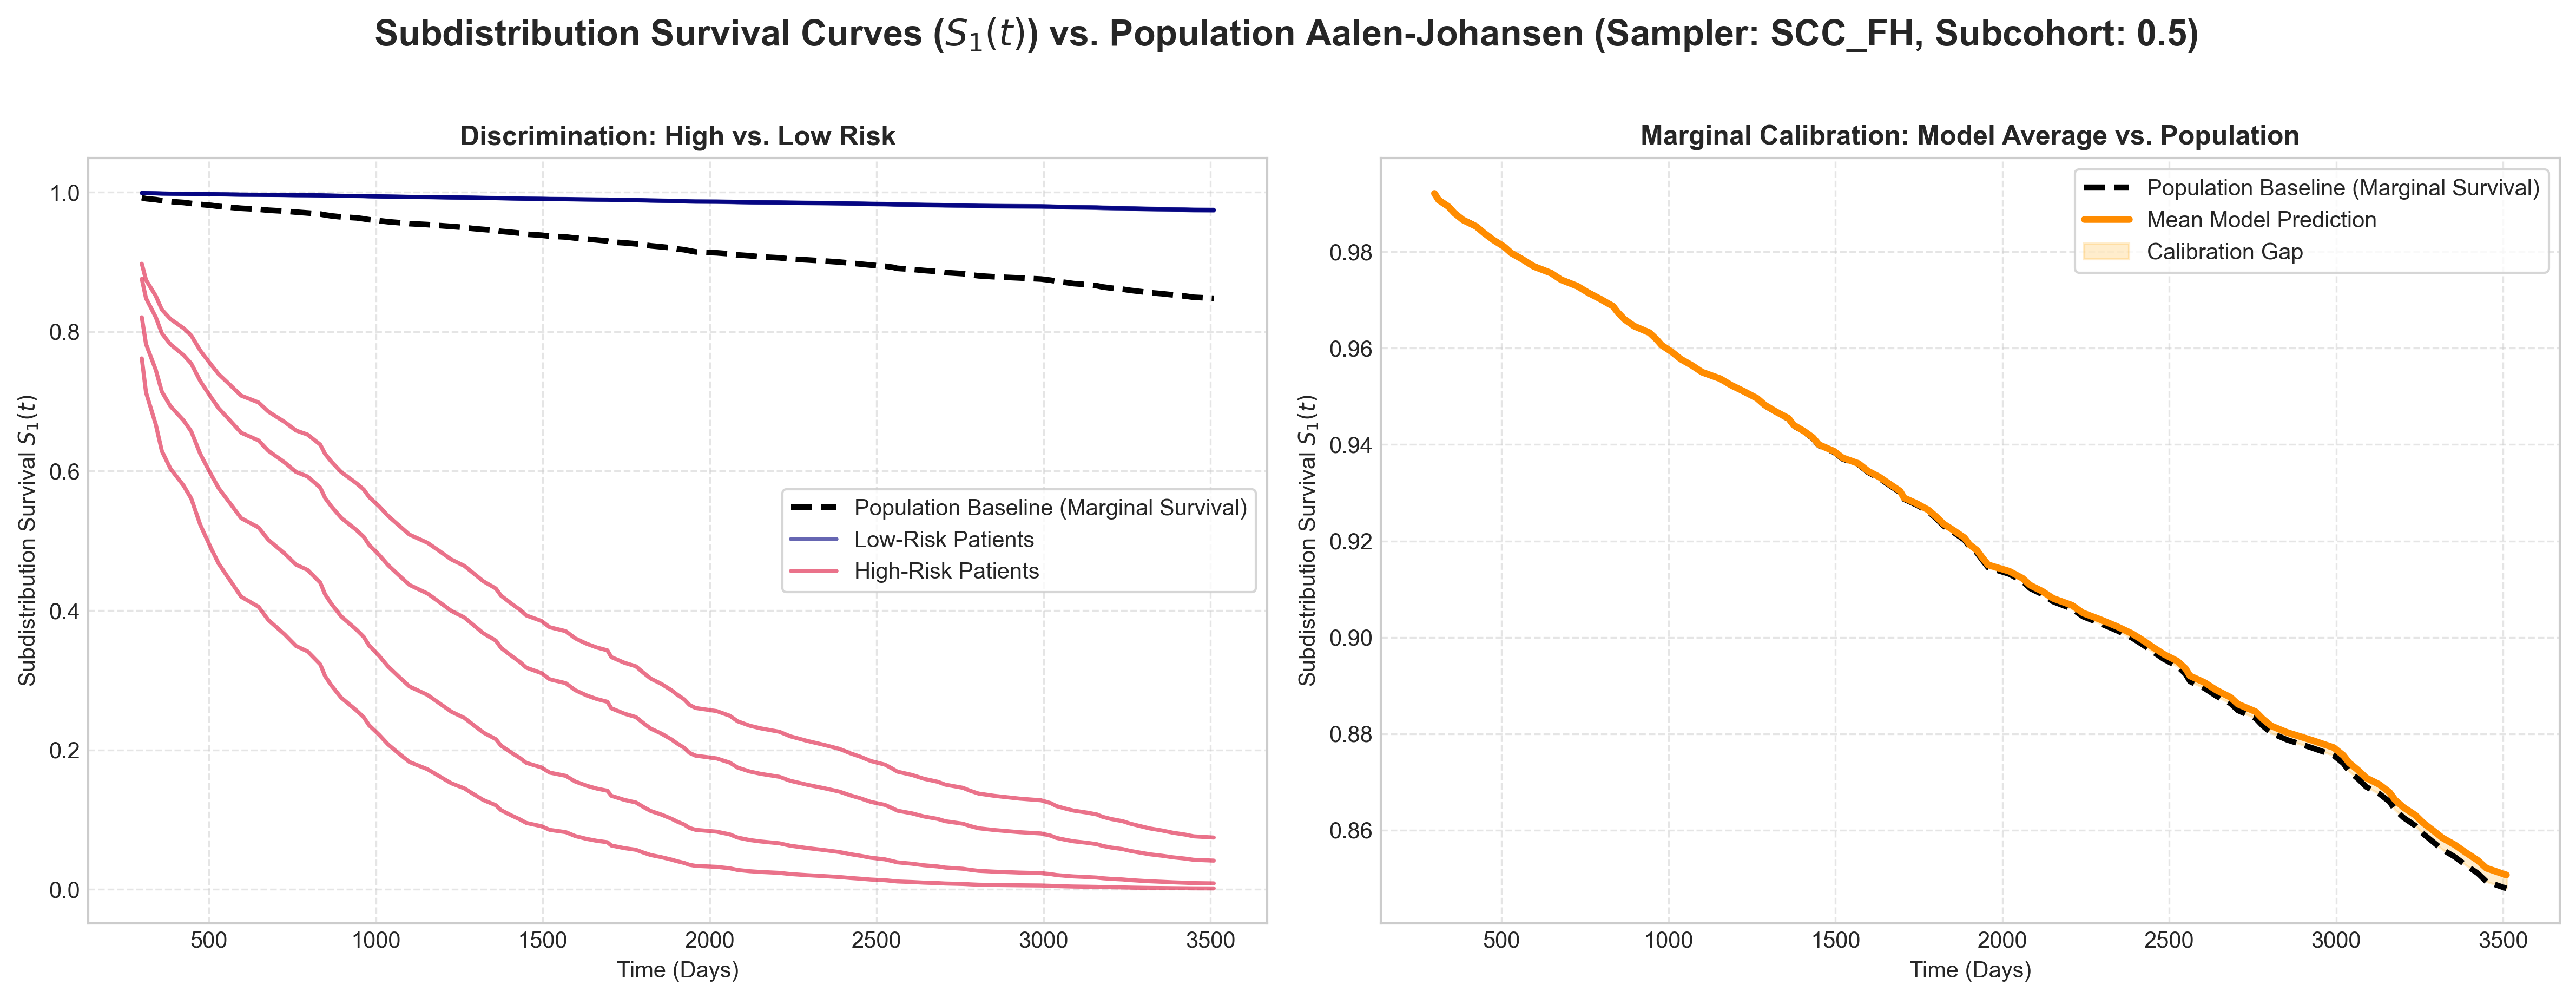 Subdistribution Survival Curves (S₁(t)) vs. Population Aalen-Johansen (Sampler: SCC_FH, Subcohort: 0.5)
Discrimination: High vs. Low Risk
Subdistribution Survival S₁(t)
1.0
0.8
0.6
0.4
0.2
0.0
Population Baseline (Marginal Survival)
Low-Risk Patients
High-Risk Patients
500 1000 1500 2000 2500 3000 3500
Time (Days)
Marginal Calibration: Model Average vs. Population
Subdistribution Survival S₁(t)
0.98
0.96
0.94
0.92
0.90
0.88
0.86
Population Baseline (Marginal Survival)
Mean Model Prediction
Calibration Gap
500 1000 1500 2000 2500 3000 3500
Time (Days)